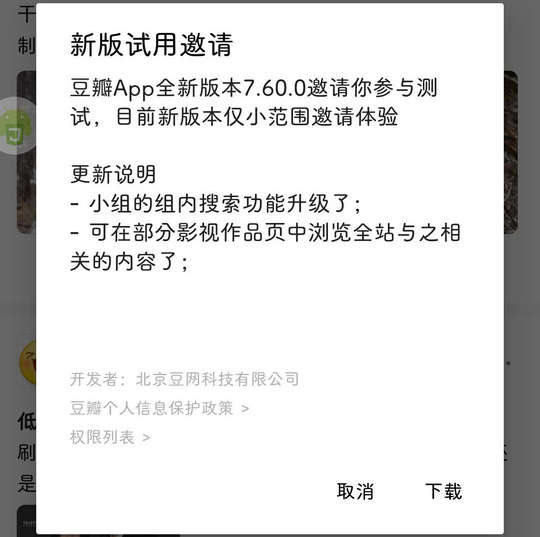 干
制
新版试用邀请
豆瓣App全新版本7.60.0邀请你参与测
试，目前新版本仅小范围邀请体验
更新说明
- 小组的组内搜索功能升级了；
- 可在部分影视作品页中浏览全站与之相
关的内容了；
开发者：北京豆网科技有限公司
豆瓣个人信息保护政策 >
权限列表 >
低
刷
是
取消
下载